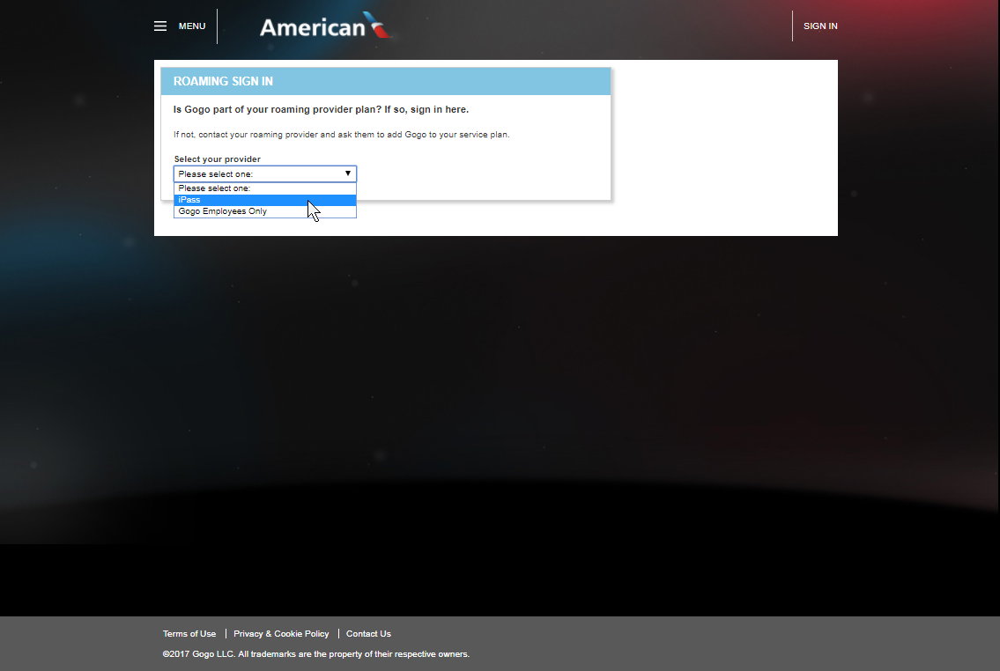 MENU
American
SIGN IN
ROAMING SIGN IN
Is Gogo part of your roaming provider plan? If so, sign in here.
If not, contact your roaming provider and ask them to add Gogo to your service plan.
Select your provider
Please select one:
Please select one:
iPass
Gogo Employees Only
Terms of Use | Privacy & Cookie Policy | Contact Us
©2017 Gogo LLC. All trademarks are the property of their respective owners.